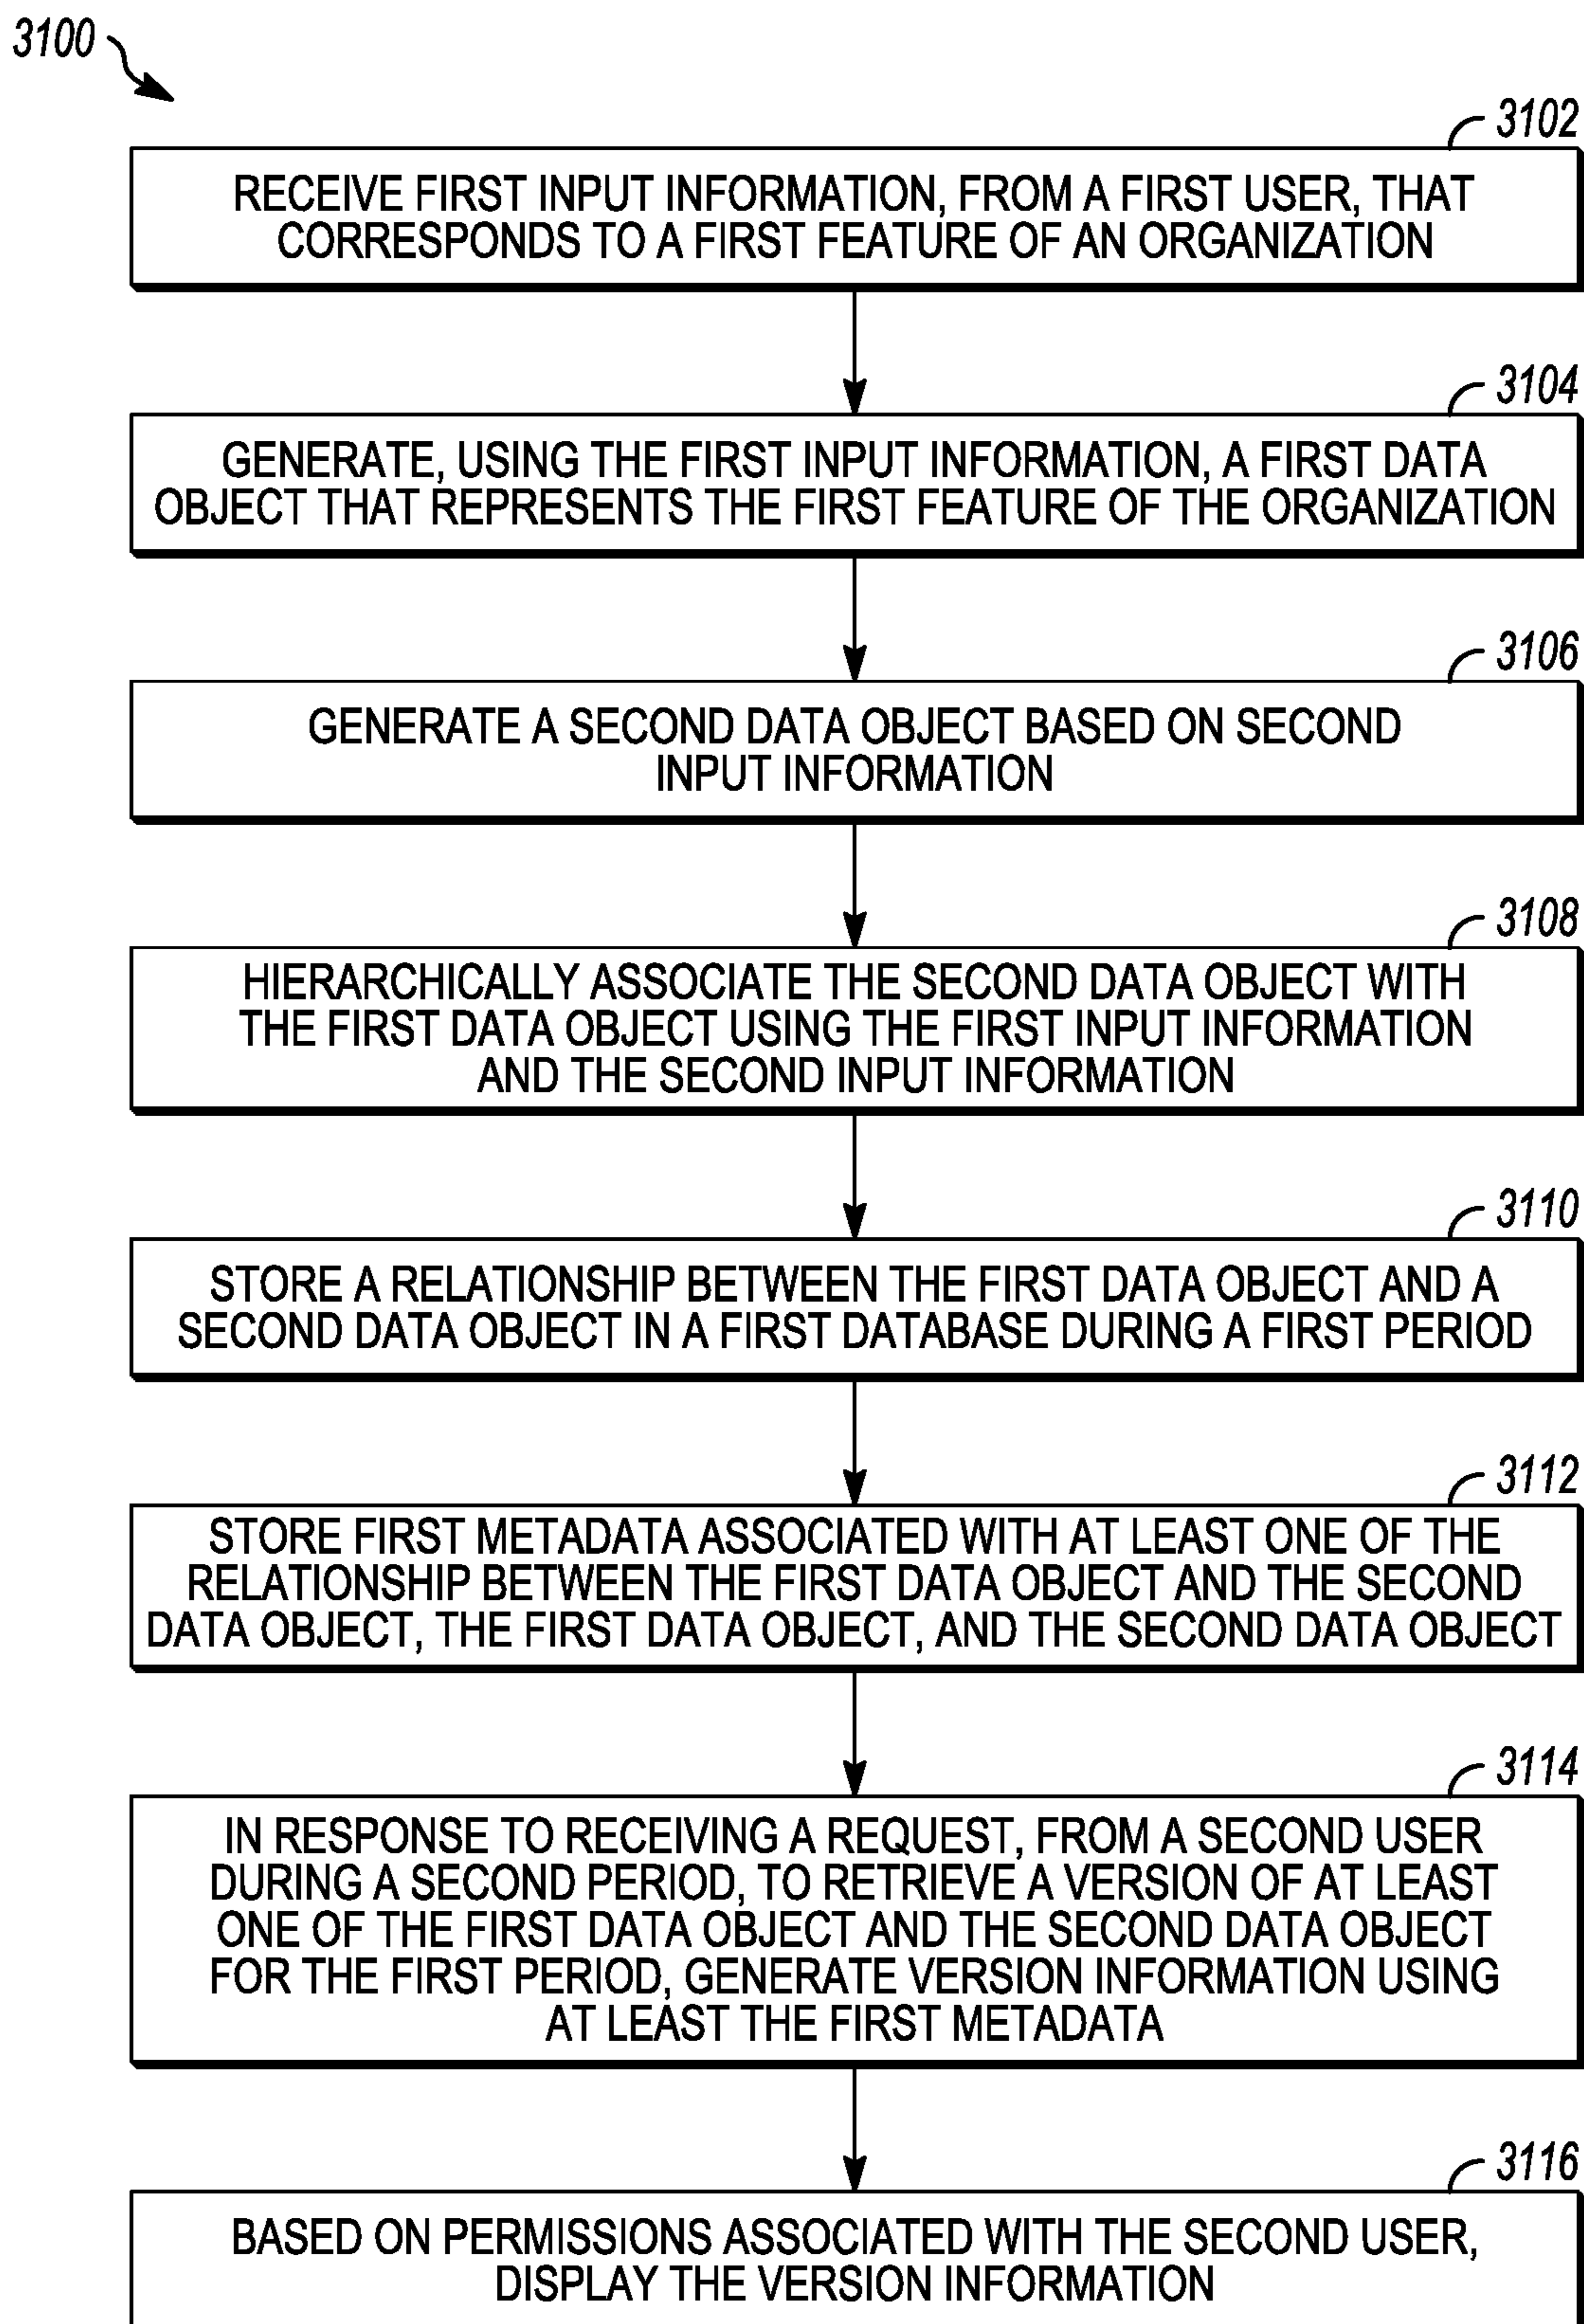 3100
3102
RECEIVE FIRST INPUT INFORMATION, FROM A FIRST USER, THAT
CORRESPONDS TO A FIRST FEATURE OF AN ORGANIZATION
3104
GENERATE, USING THE FIRST INPUT INFORMATION, A FIRST DATA
OBJECT THAT REPRESENTS THE FIRST FEATURE OF THE ORGANIZATION
3106
GENERATE A SECOND DATA OBJECT BASED ON SECOND
INPUT INFORMATION
3108
HIERARCHICALLY ASSOCIATE THE SECOND DATA OBJECT WITH
THE FIRST DATA OBJECT USING THE FIRST INPUT INFORMATION
AND THE SECOND INPUT INFORMATION
3110
STORE A RELATIONSHIP BETWEEN THE FIRST DATA OBJECT AND A
SECOND DATA OBJECT IN A FIRST DATABASE DURING A FIRST PERIOD
3112
STORE FIRST METADATA ASSOCIATED WITH AT LEAST ONE OF THE
RELATIONSHIP BETWEEN THE FIRST DATA OBJECT AND THE SECOND
DATA OBJECT, THE FIRST DATA OBJECT, AND THE SECOND DATA OBJECT
3114
IN RESPONSE TO RECEIVING A REQUEST, FROM A SECOND USER
DURING A SECOND PERIOD, TO RETRIEVE A VERSION OF AT LEAST
ONE OF THE FIRST DATA OBJECT AND THE SECOND DATA OBJECT
FOR THE FIRST PERIOD, GENERATE VERSION INFORMATION USING
AT LEAST THE FIRST METADATA
3116
BASED ON PERMISSIONS ASSOCIATED WITH THE SECOND USER,
DISPLAY THE VERSION INFORMATION